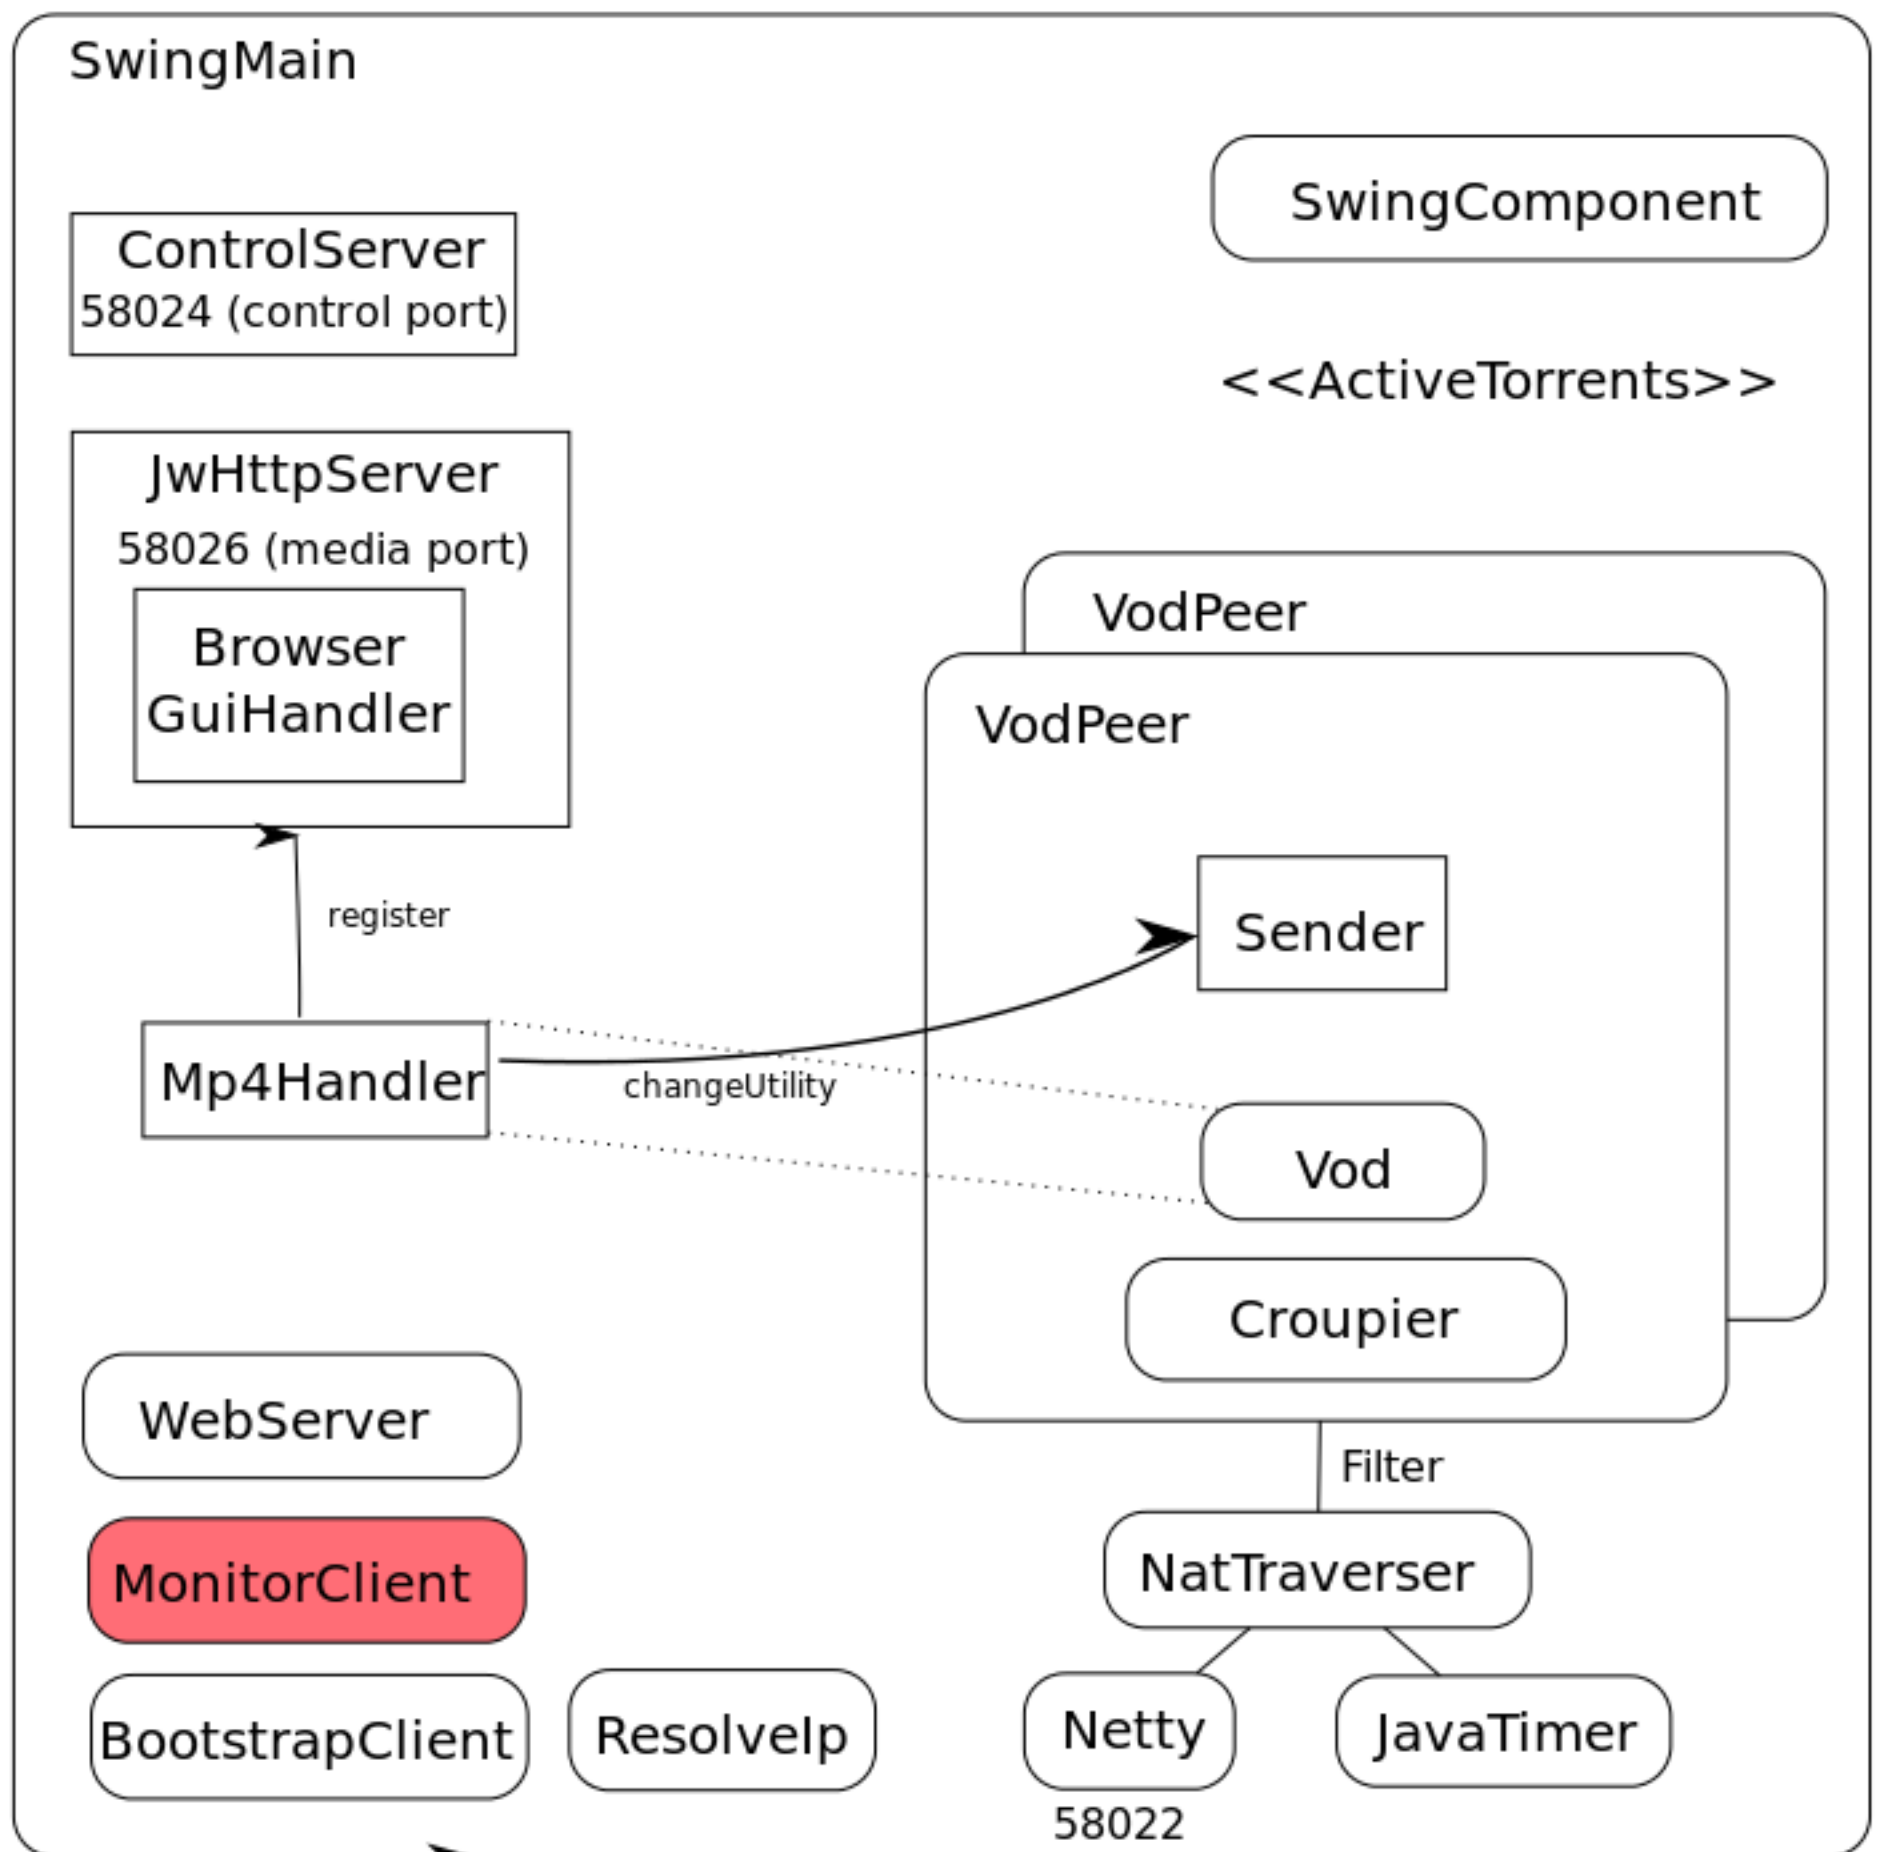 SwingMain
SwingComponent
ControlServer
58024 (control port)
<<ActiveTorrents>>
JwHttpServer
58026 (media port)
Browser
GuiHandler
VodPeer
VodPeer
register
Sender
Mp4Handler
changeUtility
Vod
Croupier
WebServer
Filter
MonitorClient
NatTraverser
BootstrapClient
ResolveIp
Netty
JavaTimer
58022